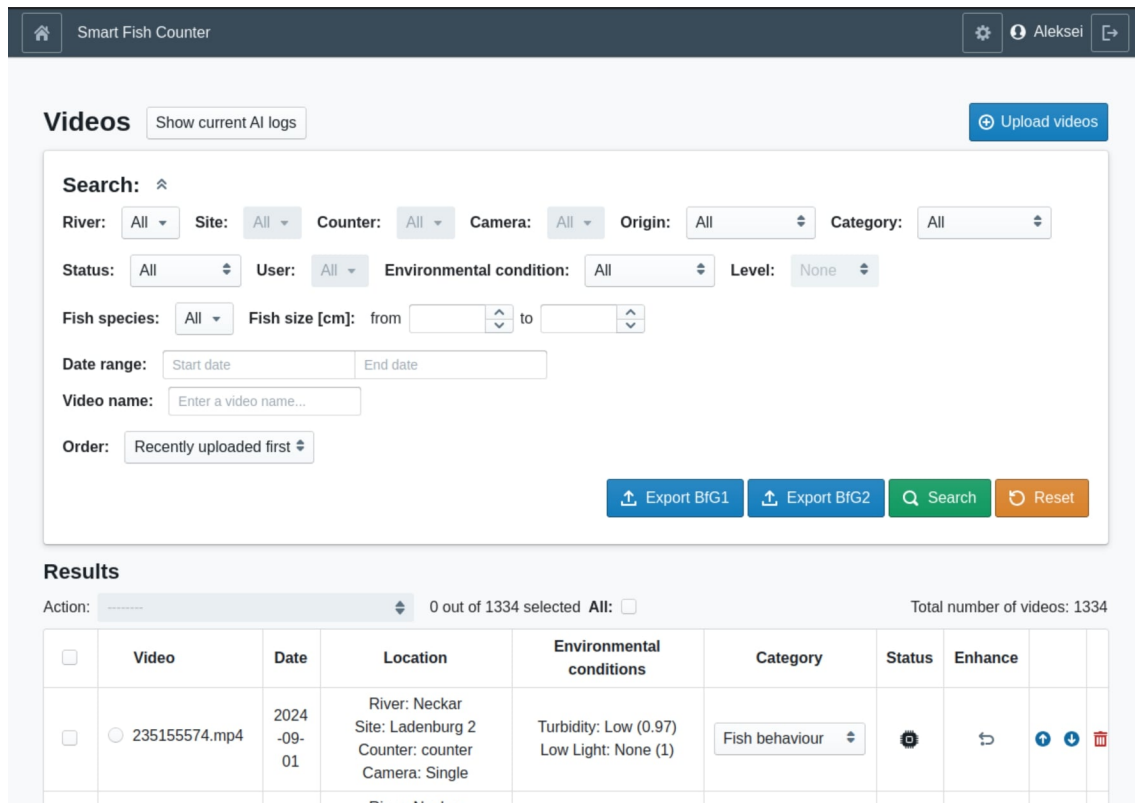 Smart Fish Counter Aleksei
Videos Show current AI logs Upload videos
Search:
River: All Site: All Counter: All Camera: All Origin: All Category: All
Status: All User: All Environmental condition: All Level: None
Fish species: All Fish size [cm]: from to
Date range: Start date End date
Video name: Enter a video name...
Order: Recently uploaded first
Export BfG1 Export BfG2 Search Reset
Results
Action: -------- 0 out of 1334 selected All: Total number of videos: 1334
Video Date Location Environmental conditions Category Status Enhance
235155574.mp4
2024
-09-
01
River: Neckar
Site: Ladenburg 2
Counter: counter
Camera: Single
Turbidity: Low (0.97)
Low Light: None (1)
Fish behaviour